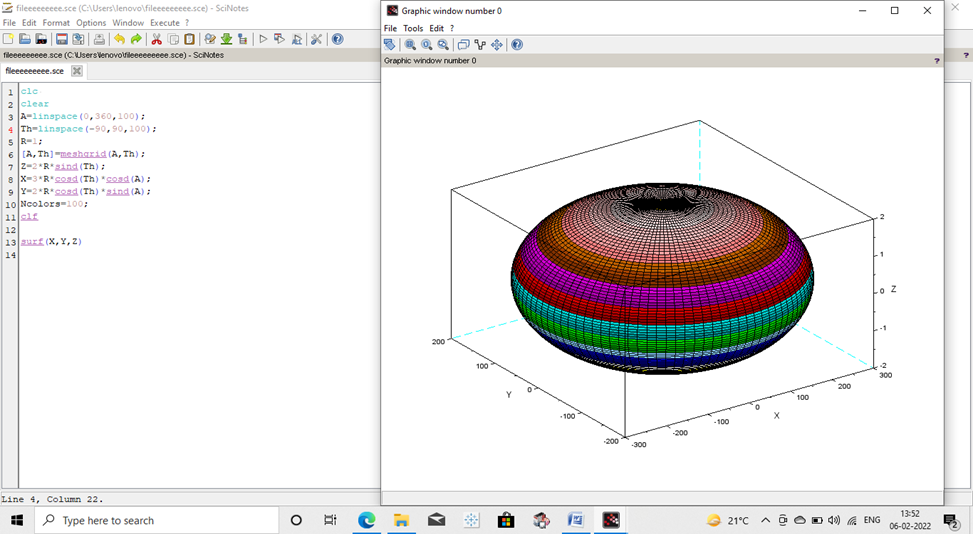 fileeeeeeeee.sce (C:\Users\lenovo\fileeeeeeeee.sce) - SciNotes
File Edit Format Options Window Execute ?
fileeeeeeeee.sce (C:\Users\lenovo\fileeeeeeeee.sce) - SciNotes
?
fileeeeeeeee.sce
1 clc
2 clear
3 A=linspace(0,360,100);
4 Th=linspace(-90,90,100);
5 R=1;
6 [A,Th]=meshgrid(A,Th);
7 Z=2*R*sind(Th);
8 X=3*R*cosd(Th)*cosd(A);
9 Y=2*R*cosd(Th)*sind(A);
10 Ncolors=100;
11 clf
12
13 surf(X,Y,Z)
14
Line 4, Column 22.
Graphic window number 0
File Tools Edit ?
Graphic window number 0
?
2
1
0 Z
-1
-2
200
100
Y 0
-100
-200
-300
-200
-100
0 X
100
200
300
Type here to search
21°C
ENG
13:52
06-02-2022
2